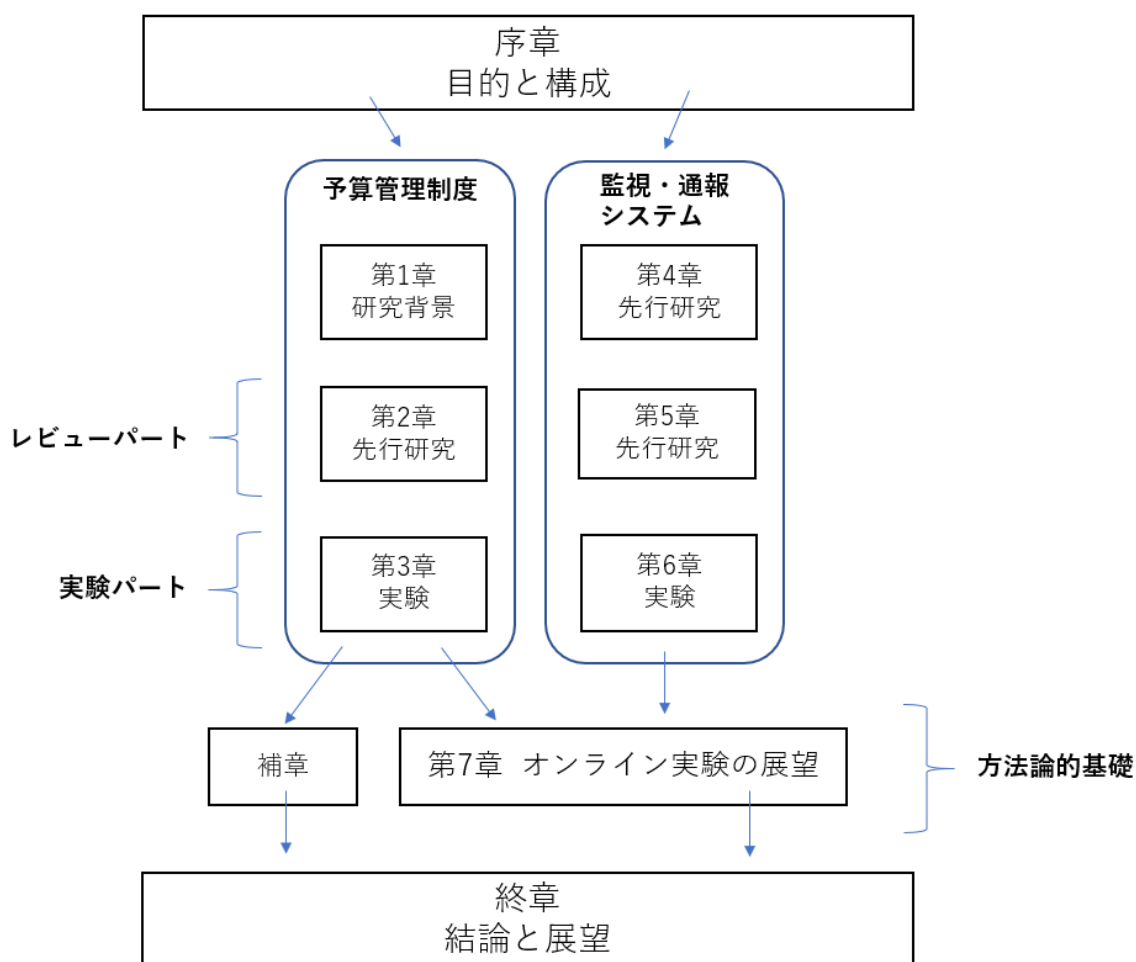 序章
目的と構成
予算管理制度
監視・通報
システム
第1章
研究背景
第4章
先行研究
レビューパート
第2章
先行研究
第5章
先行研究
実験パート
第3章
実験
第6章
実験
補章
第7章 オンライン実験の展望
方法論的基礎
終章
結論と展望